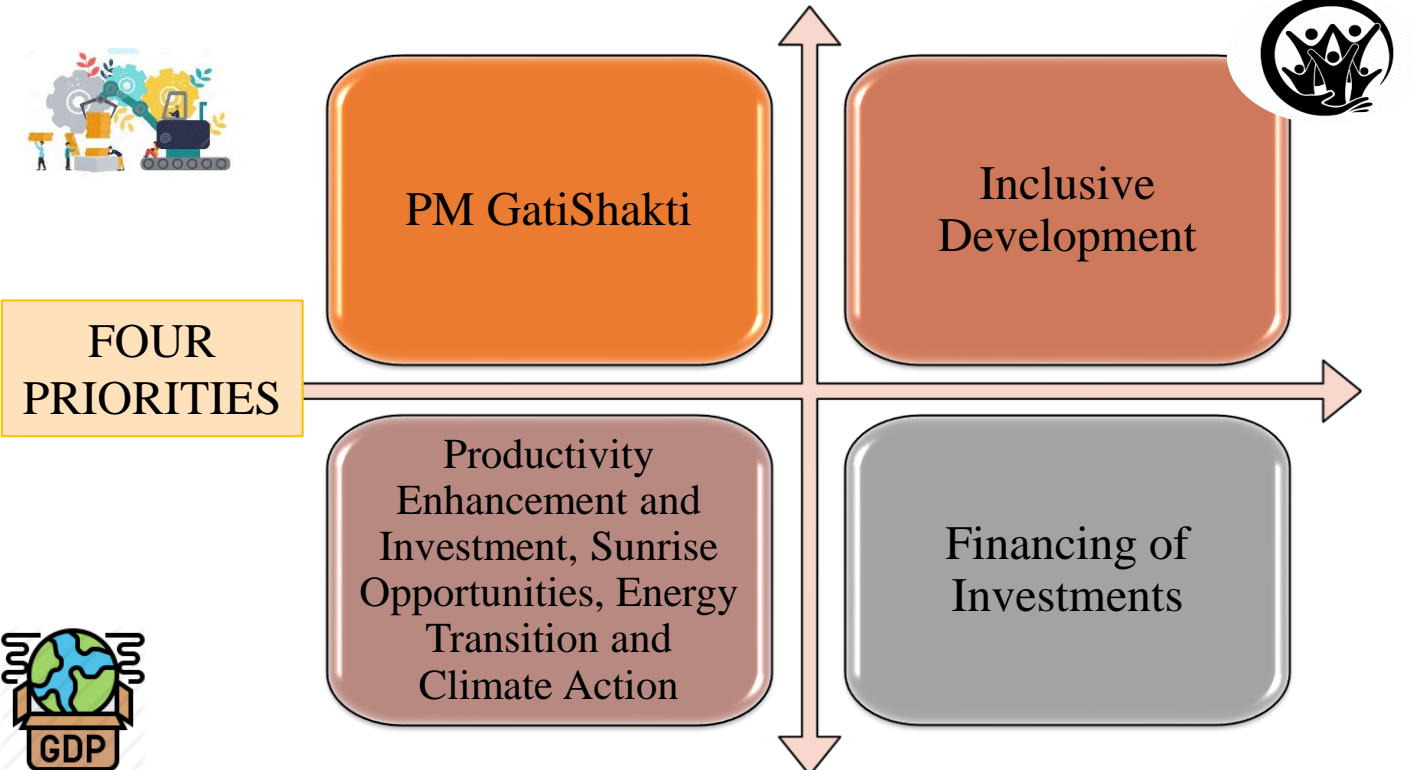 PM GatiShakti
Inclusive
Development
FOUR
PRIORITIES
Productivity
Enhancement and
Investment, Sunrise
Opportunities, Energy
Transition and
Climate Action
Financing of
Investments
GDP